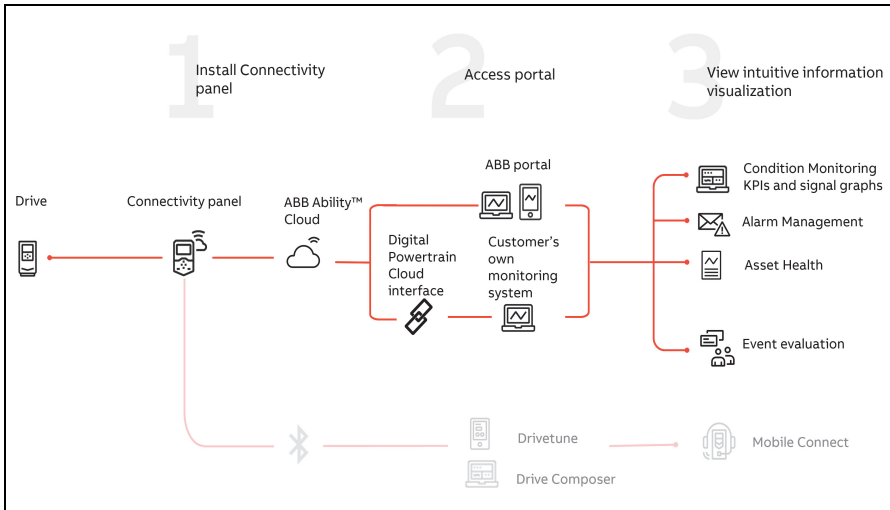 1
Install Connectivity
panel
2
Access portal
3
View intuitive information
visualization
Drive
Connectivity panel
ABB Ability™
Cloud
ABB portal
Digital
Powertrain
Cloud
interface
Customer's
own
monitoring
system
Condition Monitoring
KPIs and signal graphs
Alarm Management
Asset Health
Event evaluation
Drivetune
Drive Composer
Mobile Connect